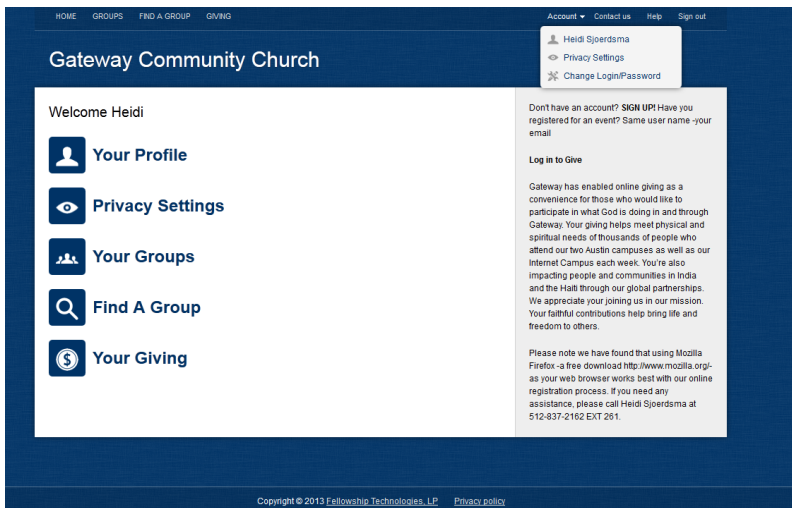 HOME GROUPS FIND A GROUP GIVING
Account Contact us Help Sign out
Heidi Sjoerdsma
Privacy Settings
Change Login/Password
Gateway Community Church
Welcome Heidi
Your Profile
Privacy Settings
Your Groups
Find A Group
Your Giving
Don't have an account? SIGN UP! Have you
registered for an event? Same user name -your
email
Log in to Give
Gateway has enabled online giving as a
convenience for those who would like to
participate in what God is doing in and through
Gateway. Your giving helps meet physical and
spiritual needs of thousands of people who
attend our two Austin campuses as well as our
Internet Campus each week. You're also
impacting people and communities in India
and the Haiti through our global partnerships.
We appreciate your joining us in our mission.
Your faithful contributions help bring life and
freedom to others.
Please note we have found that using Mozilla
Firefox -a free download http://www.mozilla.org/-
as your web browser works best with our online
registration process. If you need any
assistance, please call Heidi Sjoerdsma at
512-837-2162 EXT 261.
Copyright © 2013 Fellowship Technologies, LP Privacy policy